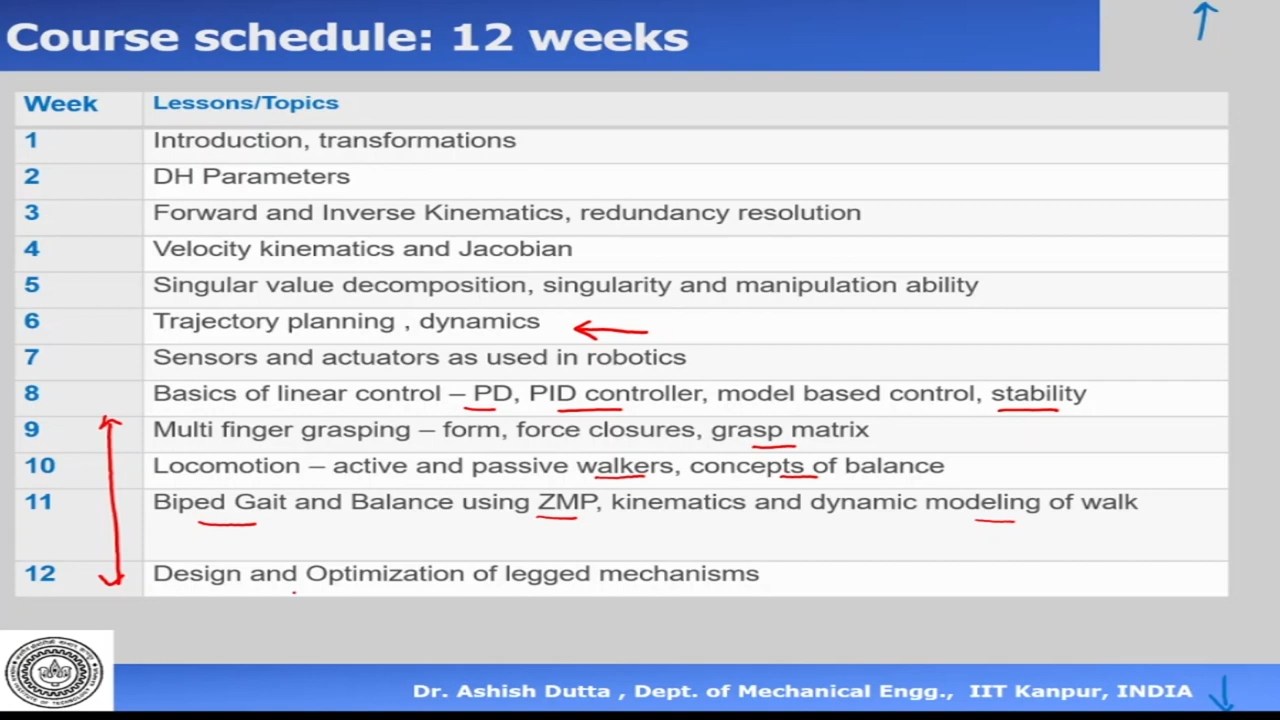 Course schedule: 12 weeks
Week Lessons/Topics
1 Introduction, transformations
2 DH Parameters
3 Forward and Inverse Kinematics, redundancy resolution
4 Velocity kinematics and Jacobian
5 Singular value decomposition, singularity and manipulation ability
6 Trajectory planning , dynamics
7 Sensors and actuators as used in robotics
8 Basics of linear control – PD, PID controller, model based control, stability
9 Multi finger grasping – form, force closures, grasp matrix
10 Locomotion – active and passive walkers, concepts of balance
11 Biped Gait and Balance using ZMP, kinematics and dynamic modeling of walk
12 Design and Optimization of legged mechanisms
Dr. Ashish Dutta , Dept. of Mechanical Engg., IIT Kanpur, INDIA